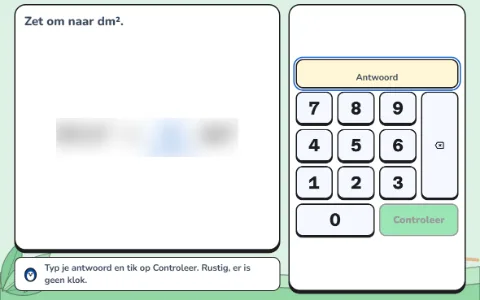 Zet om naar dm².
Antwoord
7 8 9
4 5 6
1 2 3
0 Controleer
Typ je antwoord en tik op Controleer. Rustig, er is
geen klok.